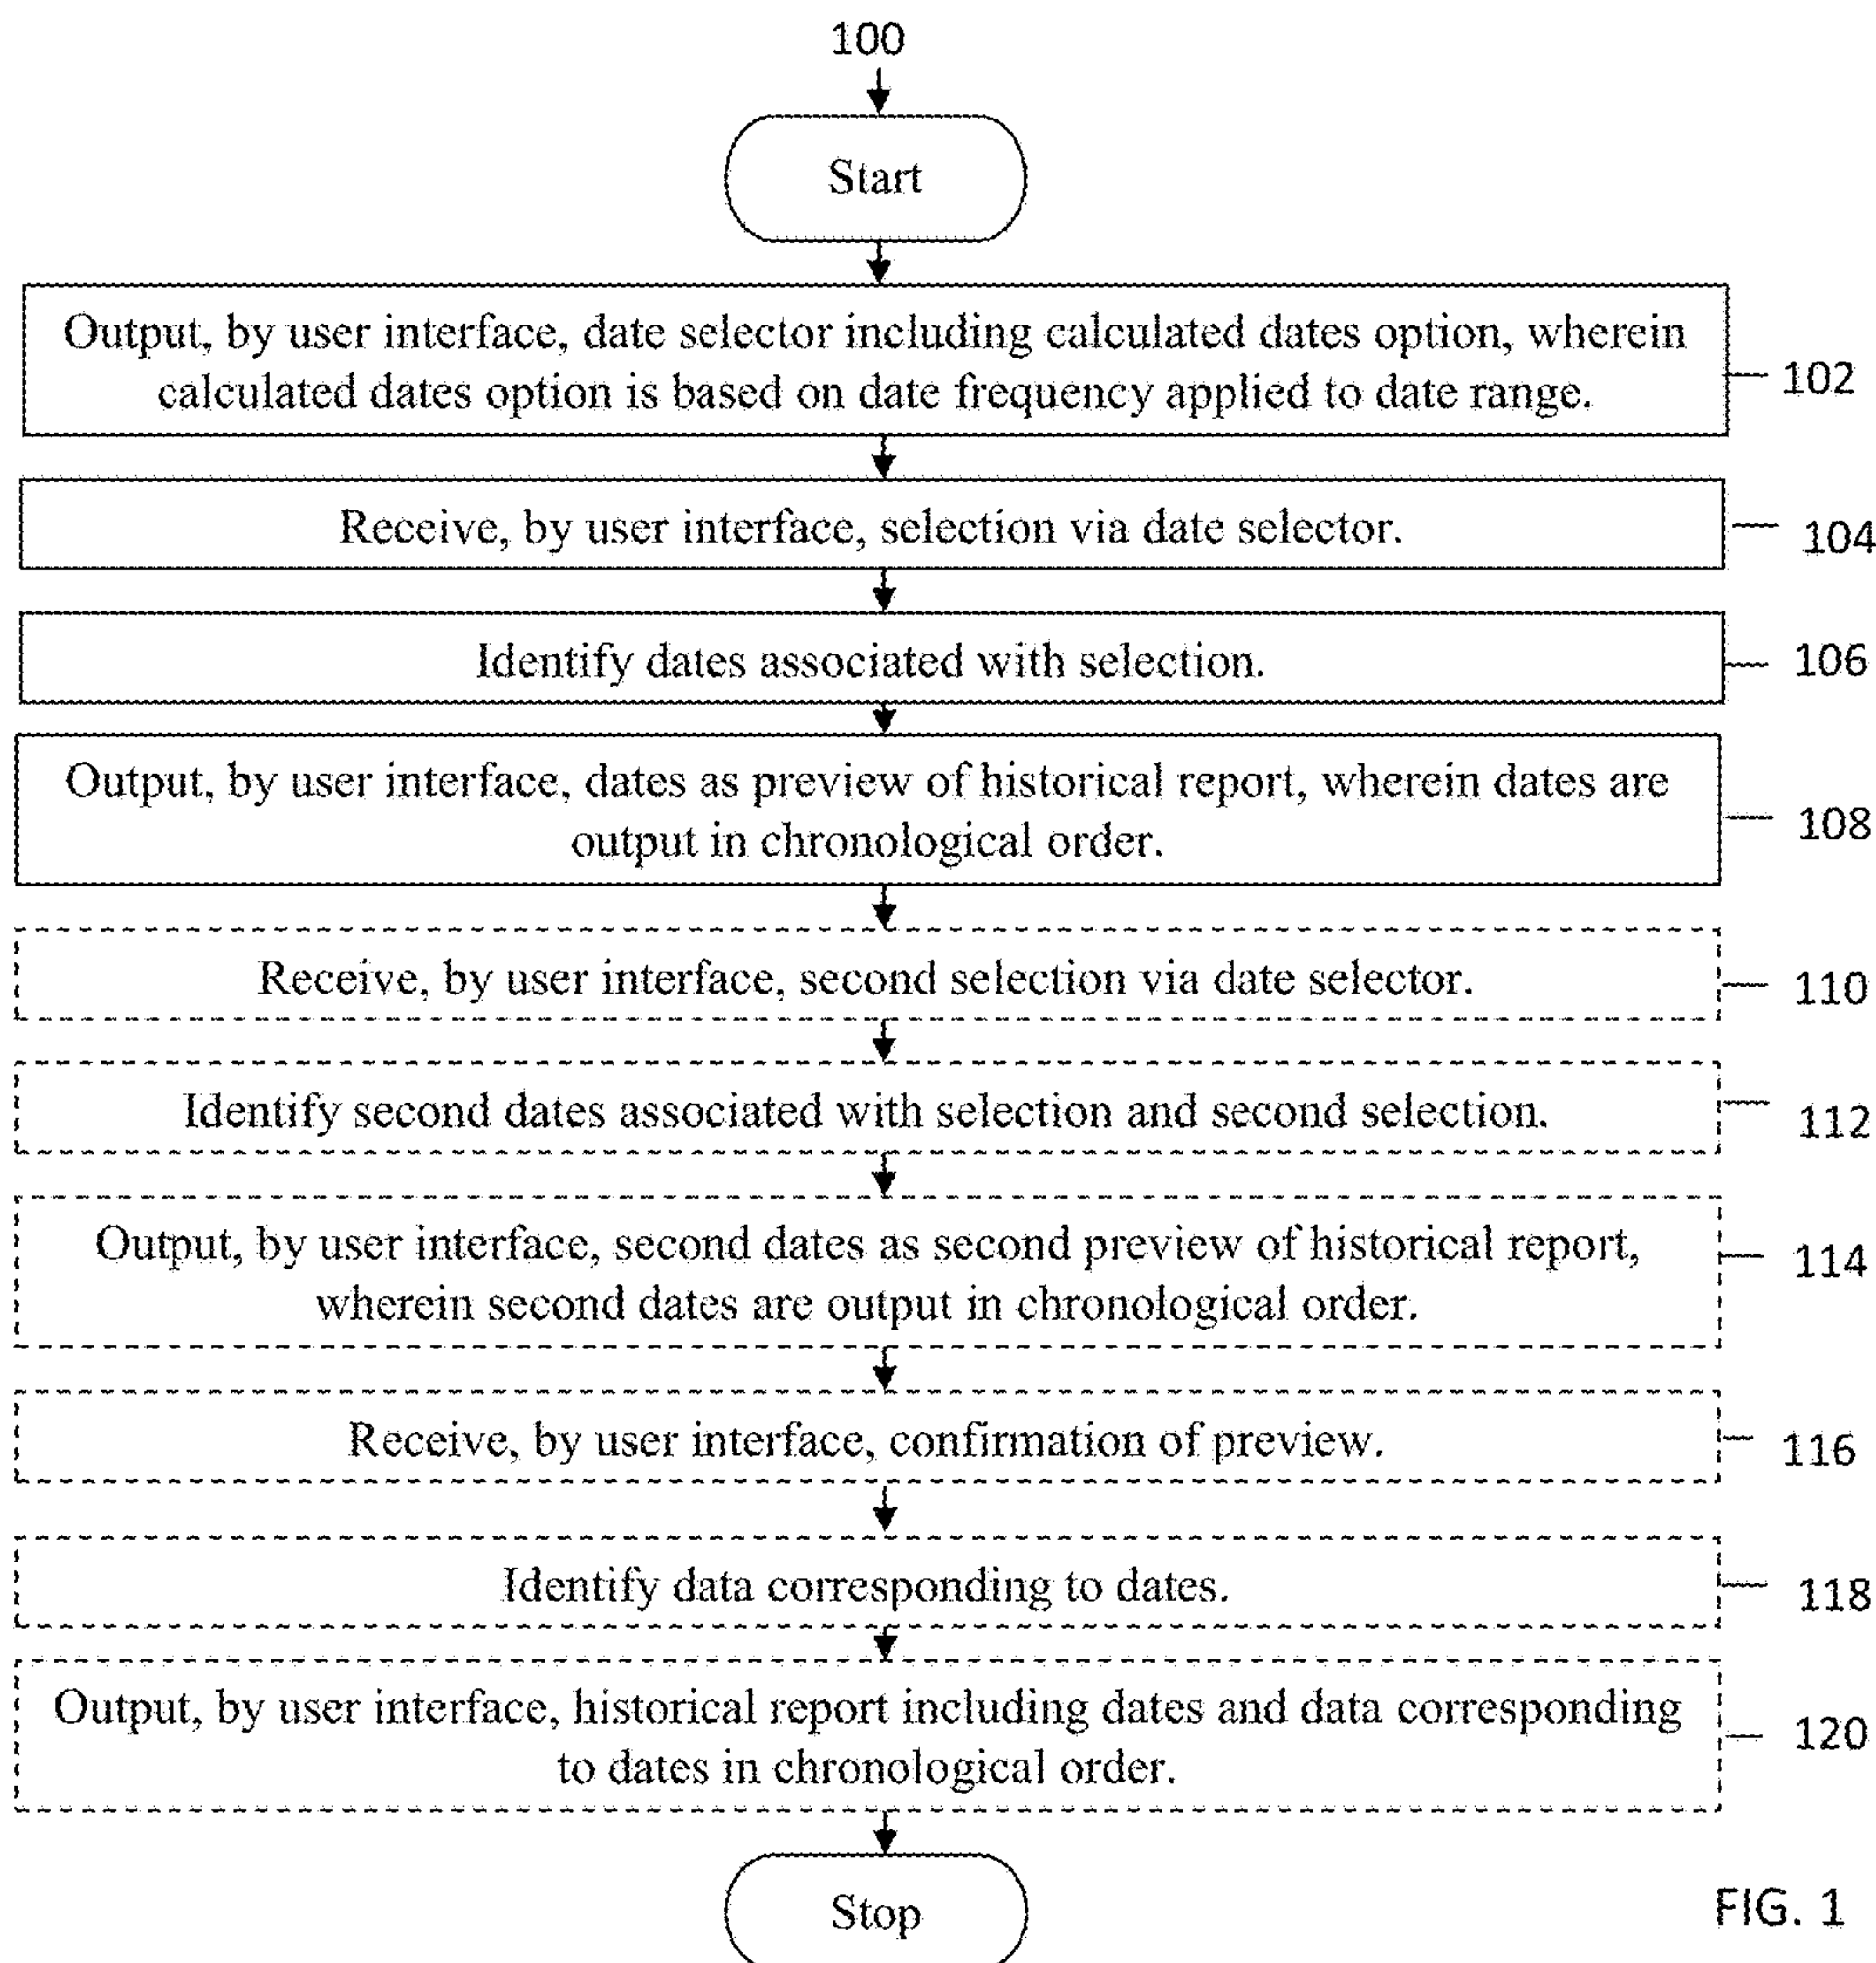 100
Start
Output, by user interface, date selector including calculated dates option, wherein
calculated dates option is based on date frequency applied to date range.
102
Receive, by user interface, selection via date selector.
104
Identify dates associated with selection.
106
Output, by user interface, dates as preview of historical report, wherein dates are
output in chronological order.
108
Receive, by user interface, second selection via date selector.
110
Identify second dates associated with selection and second selection.
112
Output, by user interface, second dates as second preview of historical report,
wherein second dates are output in chronological order.
114
Receive, by user interface, confirmation of preview.
116
Identify data corresponding to dates.
118
Output, by user interface, historical report including dates and data corresponding
to dates in chronological order.
120
Stop
FIG. 1